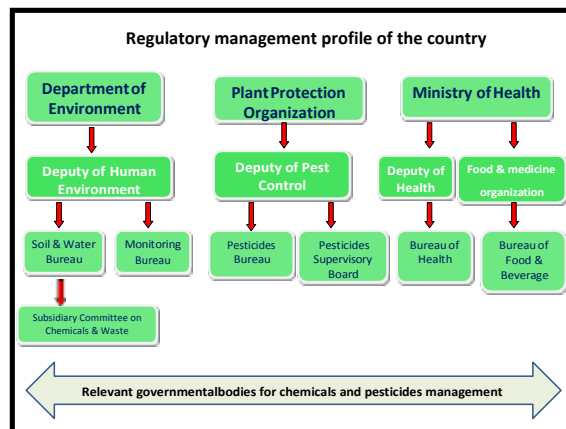 Regulatory management profile of the country
Department of
Environment
Plant Protection
Organization
Ministry of Health
Deputy of Human
Environment
Deputy of Pest
Control
Deputy of
Health
Food & medicine
organization
Soil & Water
Bureau
Monitoring
Bureau
Pesticides
Bureau
Pesticides
Supervisory
Board
Bureau of
Health
Bureau of
Food &
Beverage
Subsidiary Committee on
Chemicals & Waste
Relevant governmentalbodies for chemicals and pesticides management